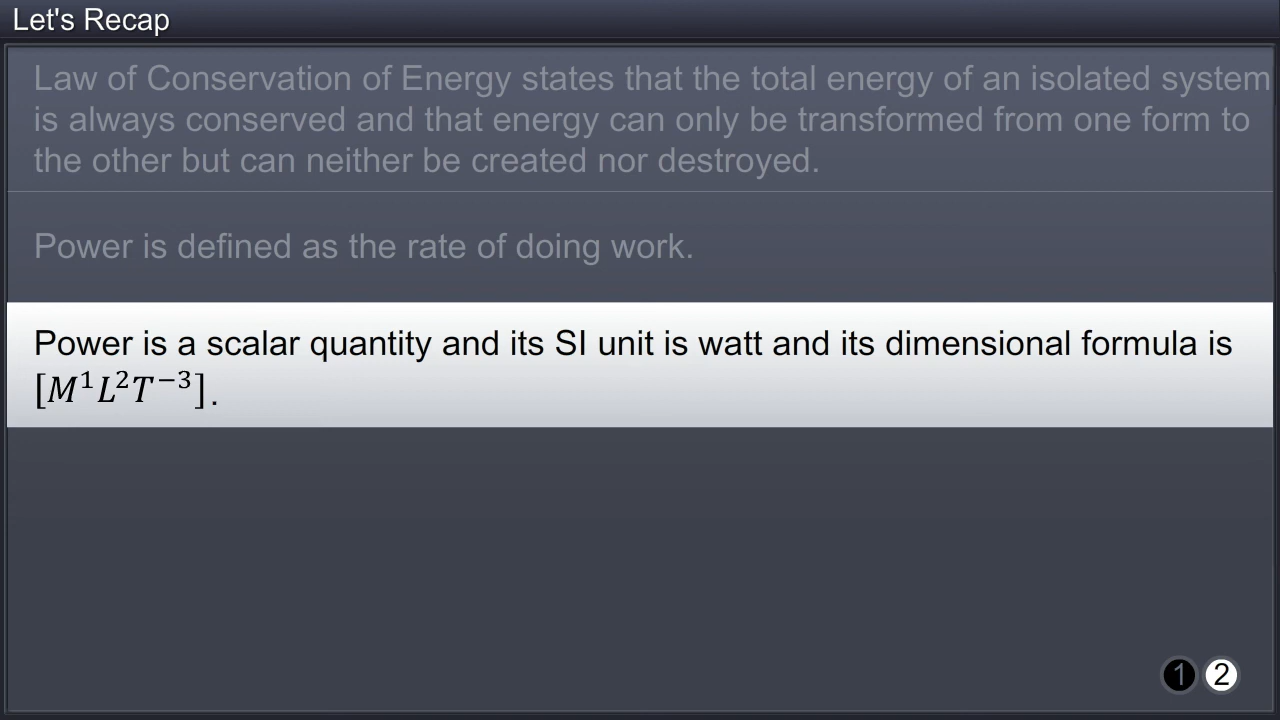 Let's Recap
Law of Conservation of Energy states that the total energy of an isolated system
is always conserved and that energy can only be transformed from one form to
the other but can neither be created nor destroyed.
Power is defined as the rate of doing work.
Power is a scalar quantity and its SI unit is watt and its dimensional formula is
[M¹L²T⁻³].
1 2